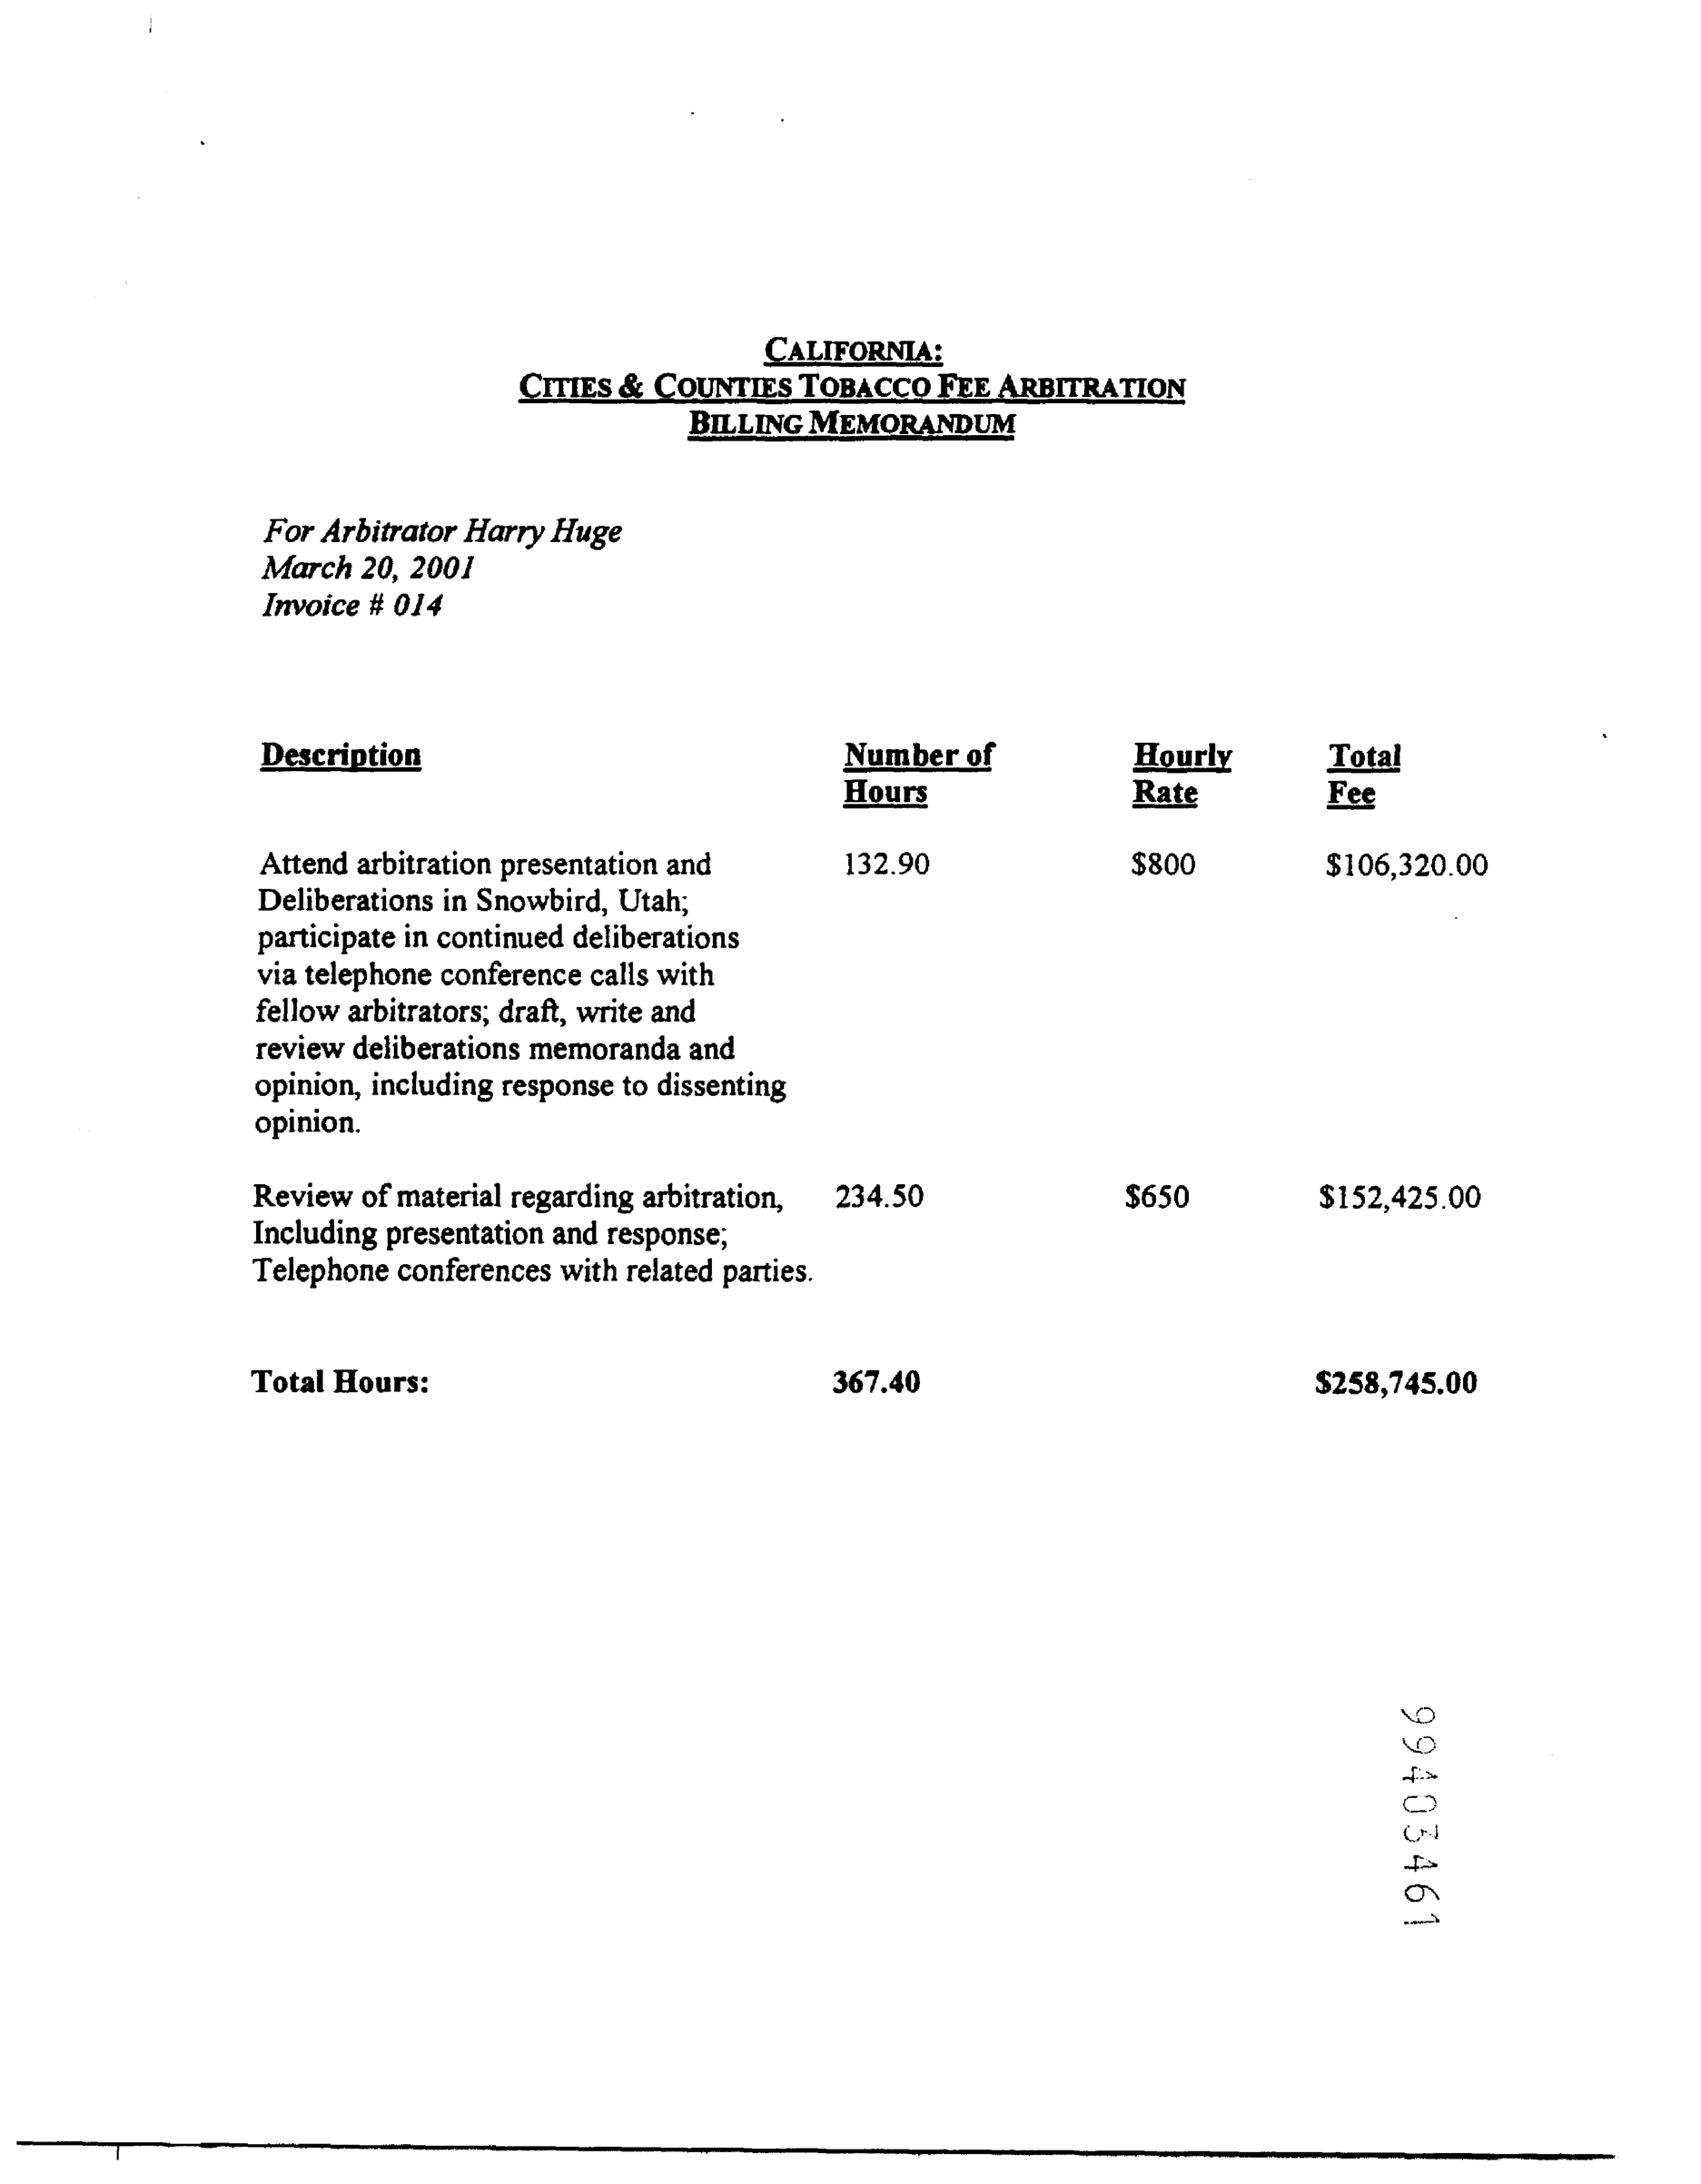 CALIFORNIA:
CITIES & COUNTIES TOBACCO FEE ARBITRATION
BILLING MEMORANDUM
For Arbitrator Harry Huge
March 20, 2001
Invoice # 014
Description Number of Hourly Total
Hours Rate Fee
Attend arbitration presentation and 132.90 $800 $106,320.00
Deliberations in Snowbird, Utah;
participate in continued deliberations
via telephone conference calls with
fellow arbitrators; draft, write and
review deliberations memoranda and
opinion, including response to dissenting
opinion.
Review of material regarding arbitration, 234.50 $650 $152,425.00
Including presentation and response;
Telephone conferences with related parties.
Total Hours: 367.40 $258,745.00
99403461